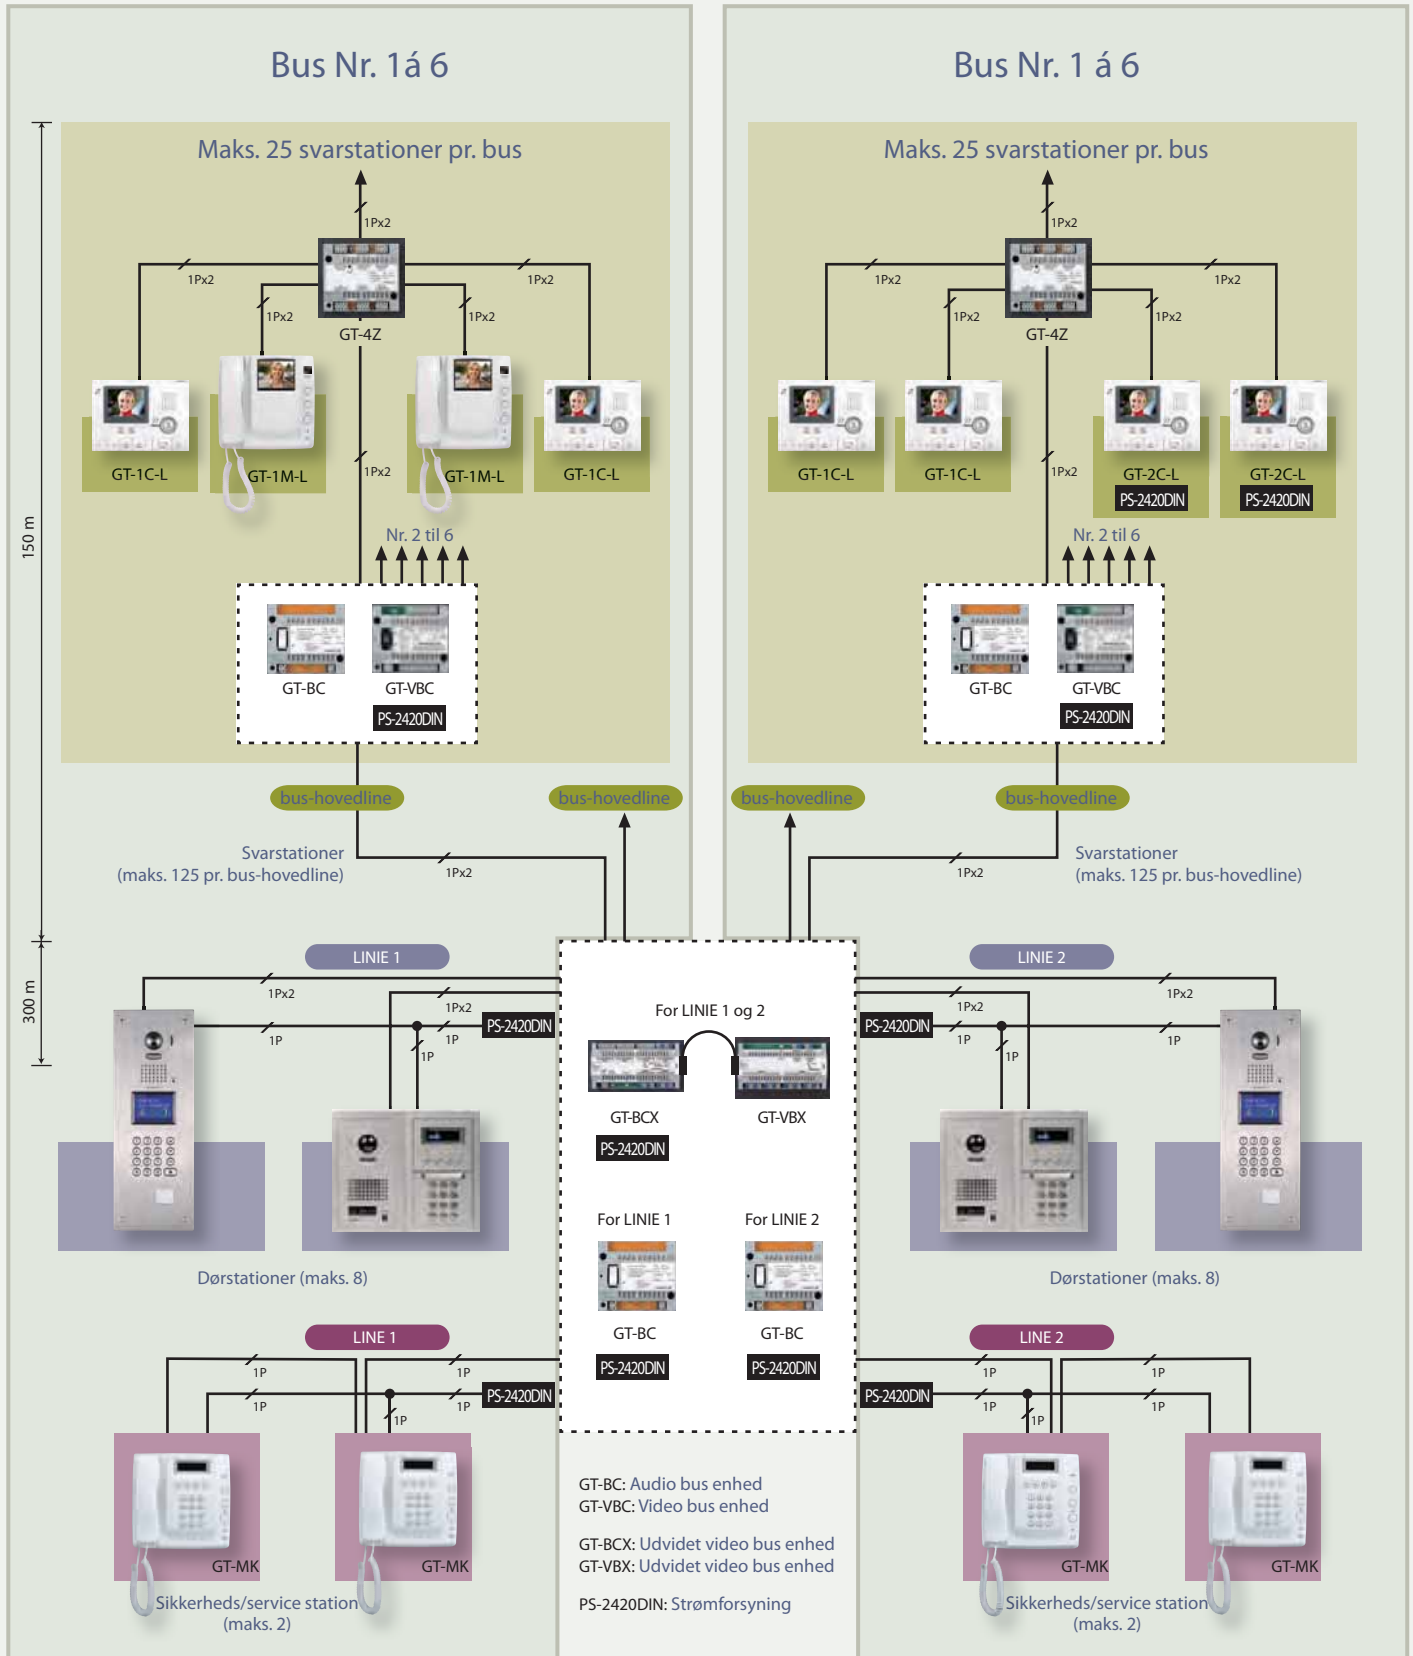 Bus Nr. 1á 6
Maks. 25 svarstationer pr. bus
1Px2
1Px2
1Px2
1Px2
1Px2
GT-4Z
GT-1C-L
GT-1M-L
GT-1M-L
GT-1C-L
1Px2
Nr. 2 til 6
GT-BC
GT-VBC
PS-2420DIN
bus-hovedline
bus-hovedline
Svarstationer
(maks. 125 pr. bus-hovedline)
1Px2
150 m
300 m
Bus Nr. 1 á 6
Maks. 25 svarstationer pr. bus
1Px2
1Px2
1Px2
1Px2
1Px2
GT-4Z
GT-1C-L
GT-1C-L
GT-2C-L
GT-2C-L
PS-2420DIN
PS-2420DIN
1Px2
Nr. 2 til 6
GT-BC
GT-VBC
PS-2420DIN
bus-hovedline
bus-hovedline
1Px2
Svarstationer
(maks. 125 pr. bus-hovedline)
LINIE 1
1Px2
1Px2
1P
1P
1P
PS-2420DIN
Dørstationer (maks. 8)
For LINIE 1 og 2
GT-BCX
GT-VBX
PS-2420DIN
For LINIE 1
For LINIE 2
GT-BC
GT-BC
PS-2420DIN
PS-2420DIN
LINIE 2
1Px2
1Px2
PS-2420DIN
1P
1P
1P
Dørstationer (maks. 8)
LINE 1
1P
1P
1P
1P
1P
PS-2420DIN
GT-MK
GT-MK
Sikkerheds/service station
(maks. 2)
LINE 2
1P
1P
PS-2420DIN
1P
1P
1P
GT-MK
GT-MK
Sikkerheds/service station
(maks. 2)
GT-BC: Audio bus enhed
GT-VBC: Video bus enhed
GT-BCX: Udvidet video bus enhed
GT-VBX: Udvidet video bus enhed
PS-2420DIN: Strømforsyning